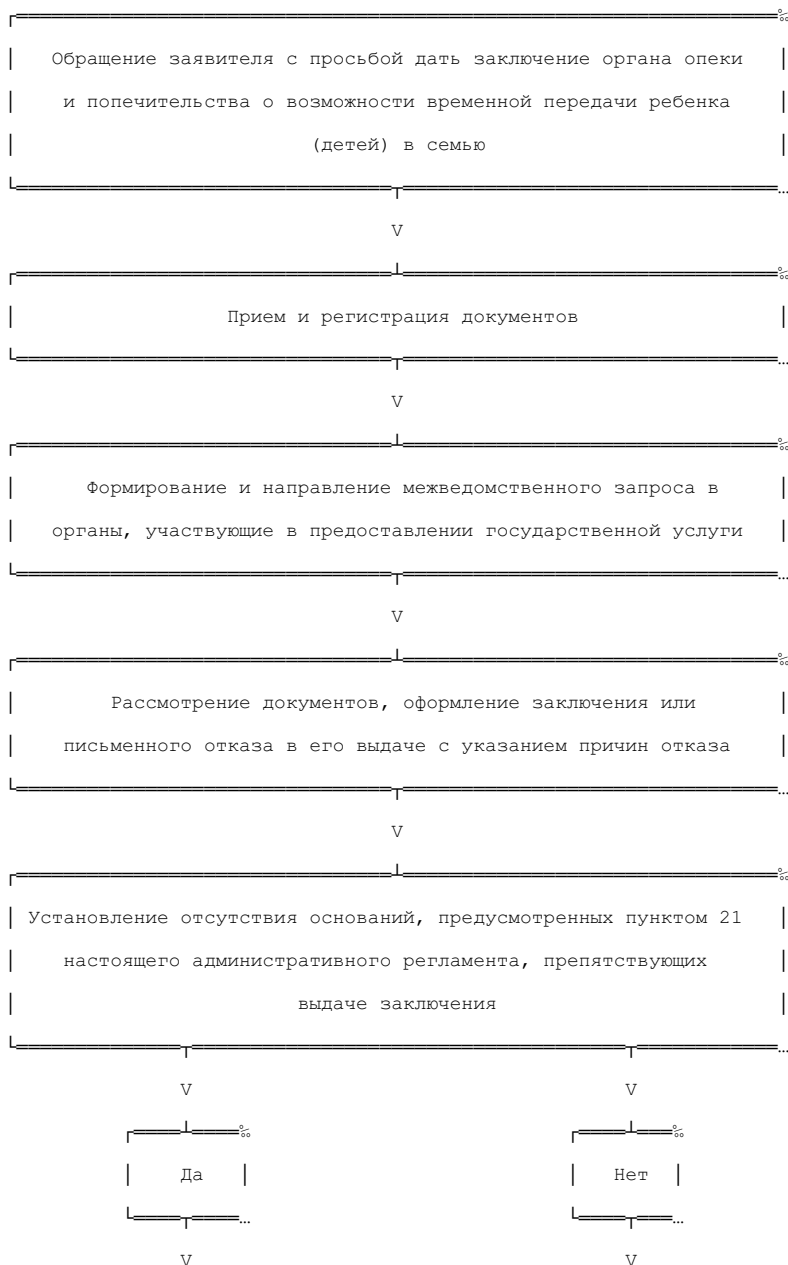 Обращение заявителя с просьбой дать заключение органа опеки
и попечительства о возможности временной передачи ребенка
(детей) в семью
V
Прием и регистрация документов
V
Формирование и направление межведомственного запроса в
органы, участвующие в предоставлении государственной услуги
V
Рассмотрение документов, оформление заключения или
письменного отказа в его выдаче с указанием причин отказа
V
Установление отсутствия оснований, предусмотренных пунктом 21
настоящего административного регламента, препятствующих
выдаче заключения
V V
Да Нет
V V